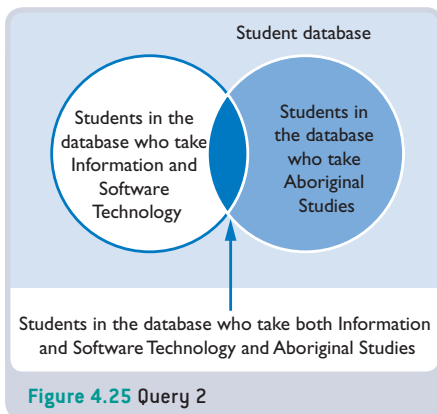 Student database
Students in the
database who take
Information and
Software
Technology
Students in
the database
who take
Aboriginal
Studies
Students in the database who take both Information
and Software Technology and Aboriginal Studies
Figure 4.25 Query 2